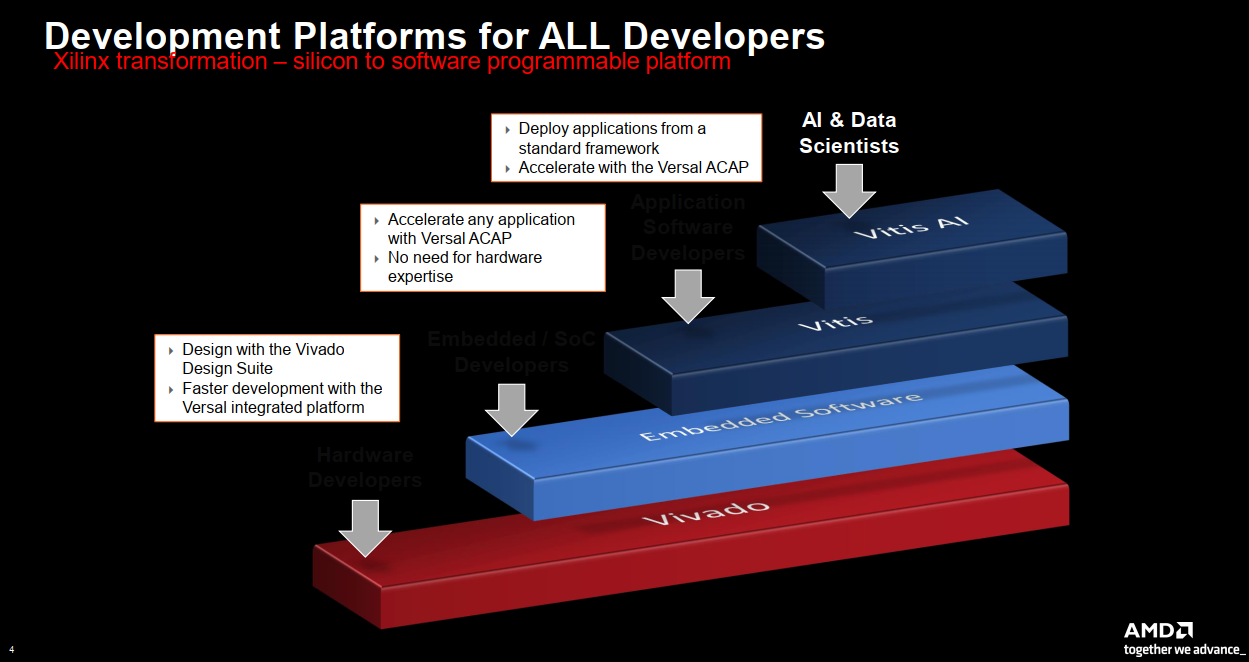 Development Platforms for ALL Developers
Xilinx transformation – silicon to software programmable platform
AI & Data
Scientists
Deploy applications from a
standard framework
Accelerate with the Versal ACAP
Application
Software
Developers
Accelerate any application
with Versal ACAP
No need for hardware
expertise
Embedded / SoC
Developers
Design with the Vivado
Design Suite
Faster development with the
Versal integrated platform
Hardware
Developers
Vitis AI
Vitis
Embedded Software
Vivado
4
AMD
together we advance_